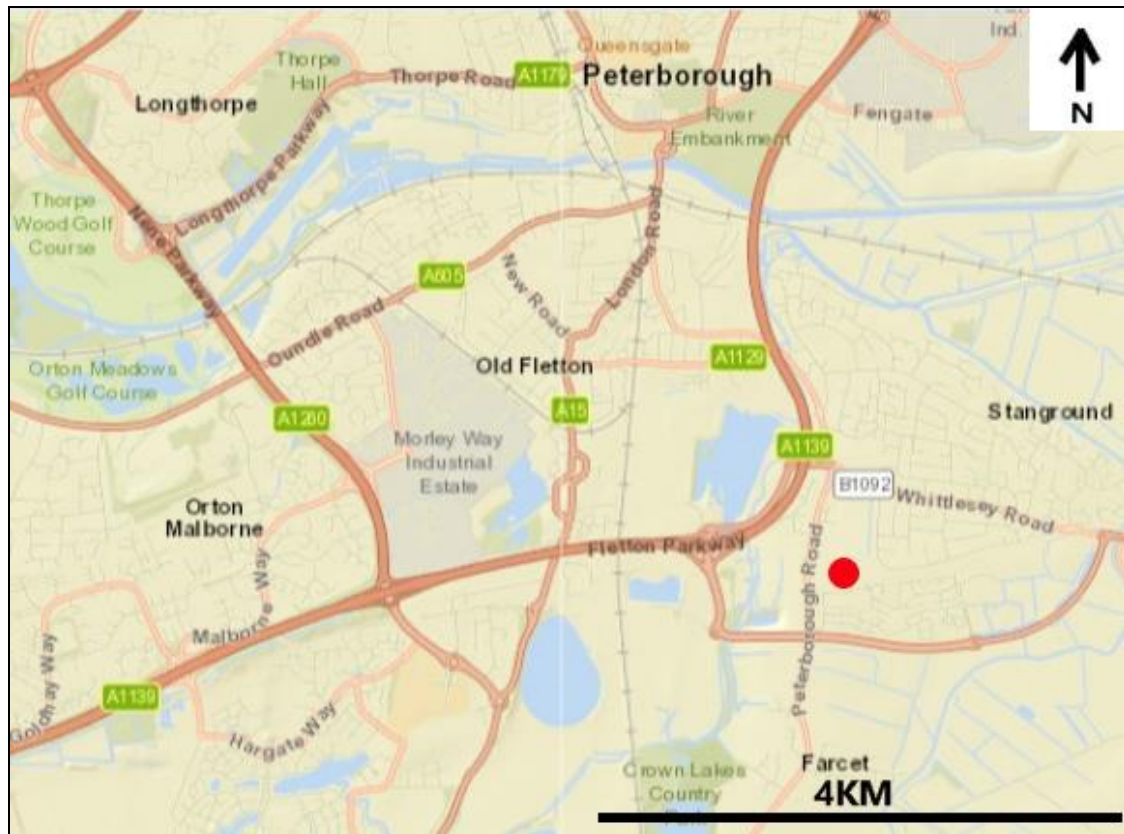 Ind.
Queensgate
Thorpe
Hall
Thorpe Road
A1179
Peterborough
N
Longthorpe
Fengate
River
Embankment
Longthorpe Parkway
Thorpe
Wood Golf
Course
Nene Parkway
London Road
A605
New Road
Oundle Road
Old Fletton
A1129
Orton Meadows
Golf Course
A1260
A15
Stanground
Morley Way
Industrial
Estate
A1139
B1092
Whittlesey Road
Orton
Malborne
Fletton Parkway
Peterborough Road
Malborne Way
Goldhay Way
A1139
Hargate Way
Farcet
Crown Lakes
Country
Park
4KM